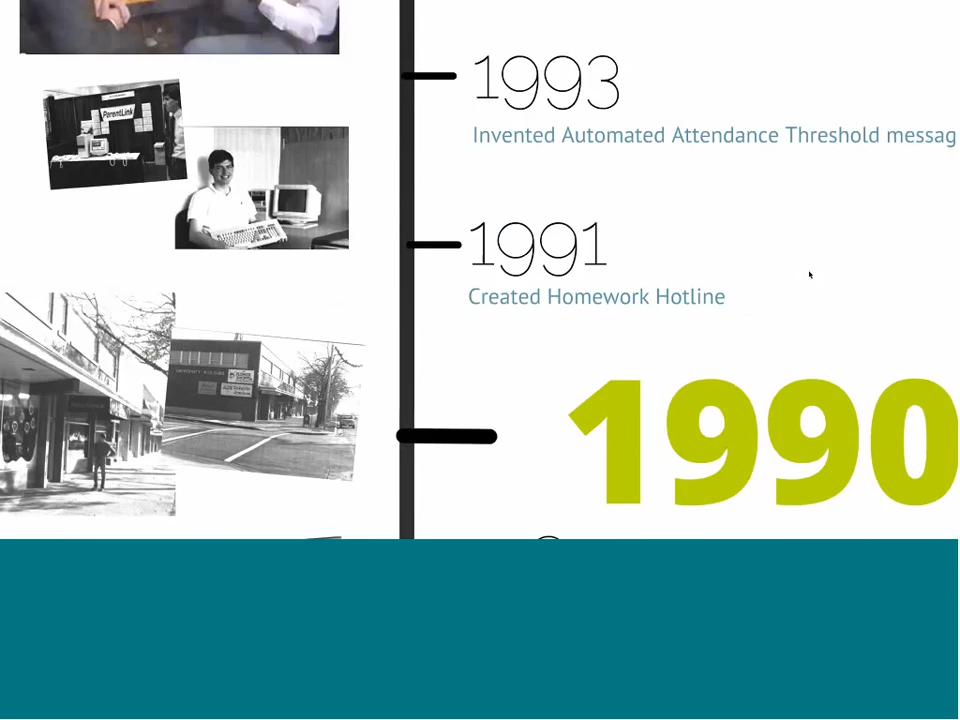 1993
Invented Automated Attendance Threshold messag
ParentLink
1991
Created Homework Hotline
1990